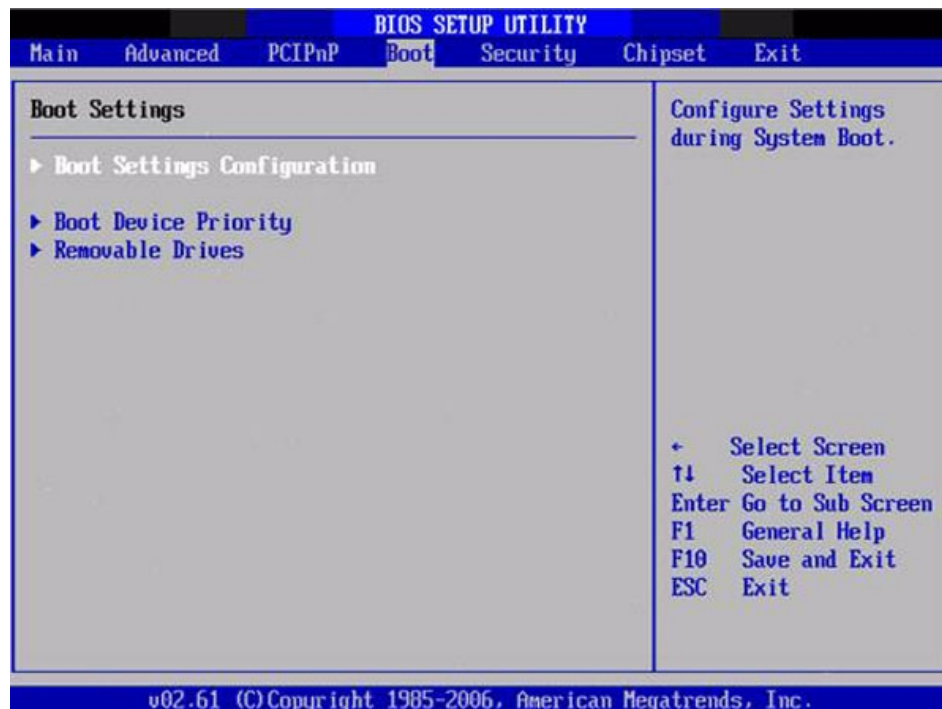 BIOS SETUP UTILITY
Main Advanced PCIPnP Boot Security Chipset Exit
Boot Settings
Configure Settings
during System Boot.
▶ Boot Settings Configuration
▶ Boot Device Priority
▶ Removable Drives
← Select Screen
↑↓ Select Item
Enter Go to Sub Screen
F1 General Help
F10 Save and Exit
ESC Exit
v02.61 (C)Copyright 1985-2006, American Megatrends, Inc.